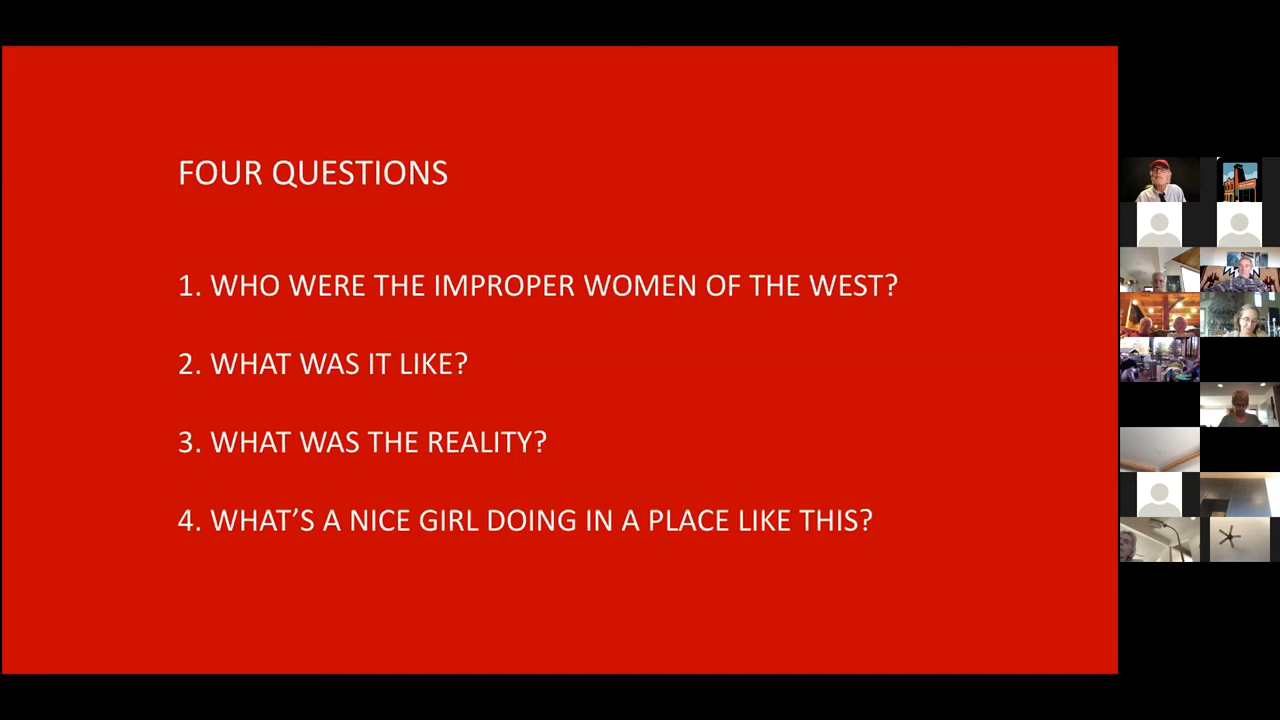 FOUR QUESTIONS
1. WHO WERE THE IMPROPER WOMEN OF THE WEST?
2. WHAT WAS IT LIKE?
3. WHAT WAS THE REALITY?
4. WHAT’S A NICE GIRL DOING IN A PLACE LIKE THIS?